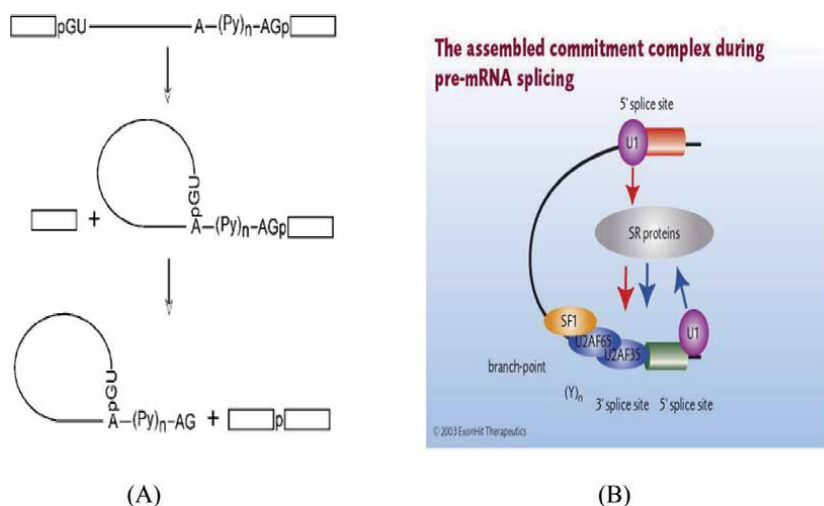 pGU A—(Py)n—AGp
pGU
+ A—(Py)n—AGp
pGU
A—(Py)n—AG + p
(A)
The assembled commitment complex during
pre-mRNA splicing
5' splice site
U1
SR proteins
SF1
U2AF65
U2AF35
U1
branch-point
(Y)n
3' splice site 5' splice site
© 2003 ExonHit Therapeutics
(B)